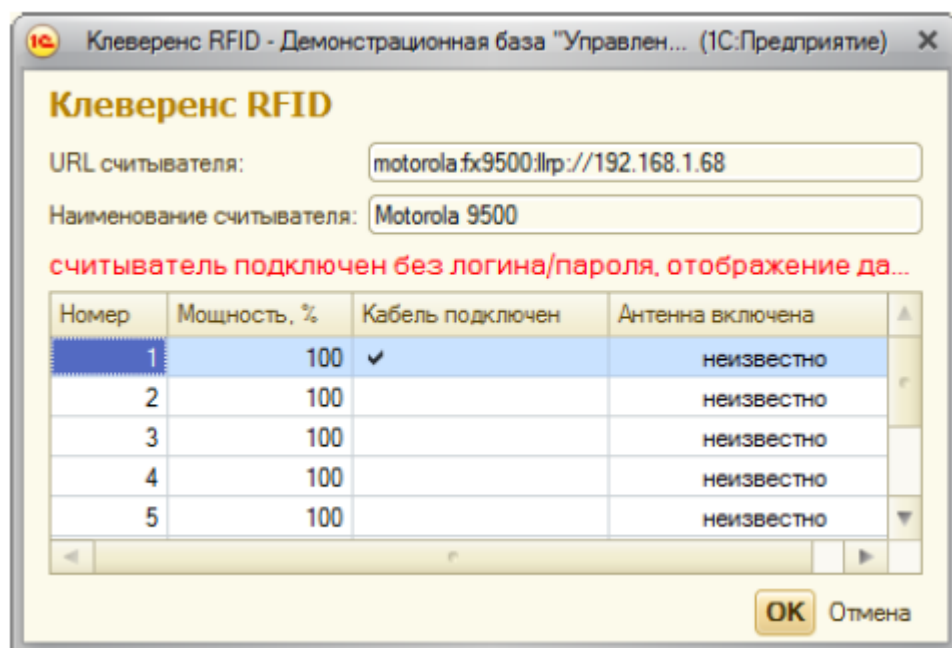 1С Клеверенс RFID - Демонстрационная база "Управлен... (1С:Предприятие)
Клеверенс RFID
URL считывателя: motorola:fx9500:llrp://192.168.1.68
Наименование считывателя: Motorola 9500
считыватель подключен без логина/пароля, отображение да...
Номер Мощность, % Кабель подключен Антенна включена
1 100 ✔ неизвестно
2 100 неизвестно
3 100 неизвестно
4 100 неизвестно
5 100 неизвестно
OK Отмена